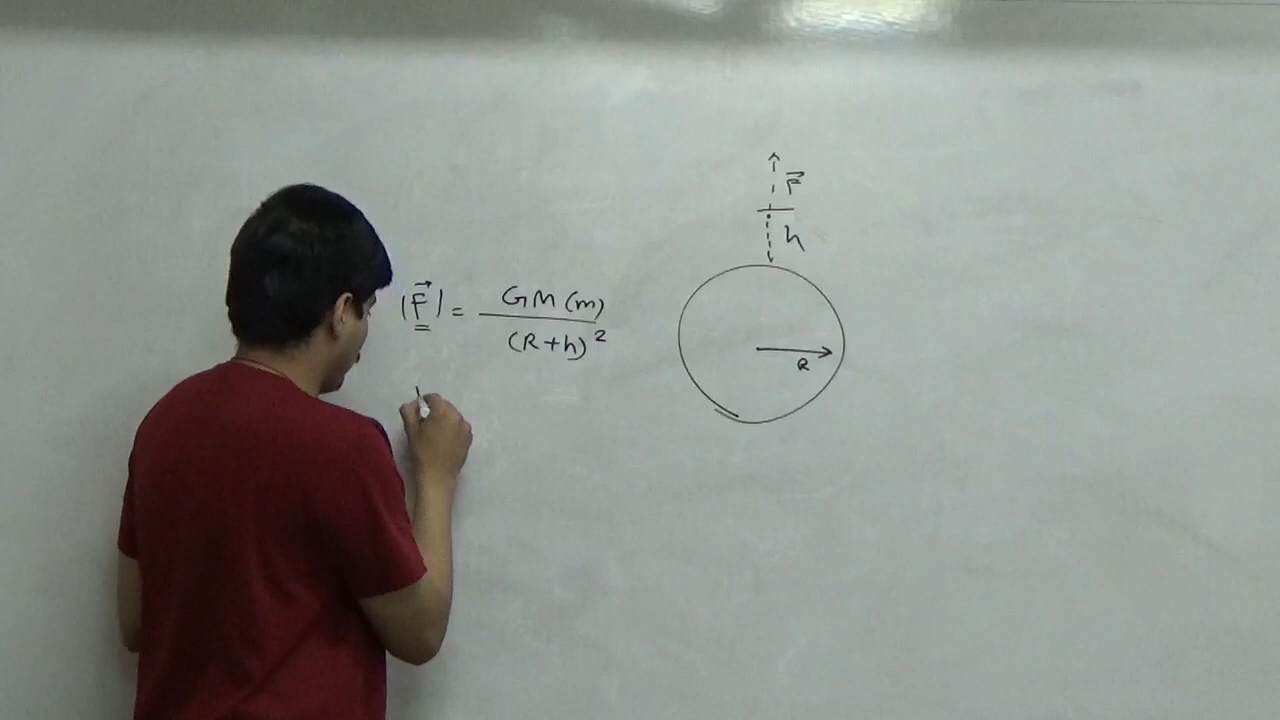 |F⃗| = GM(m)
(R+h)²
F⃗
h
R